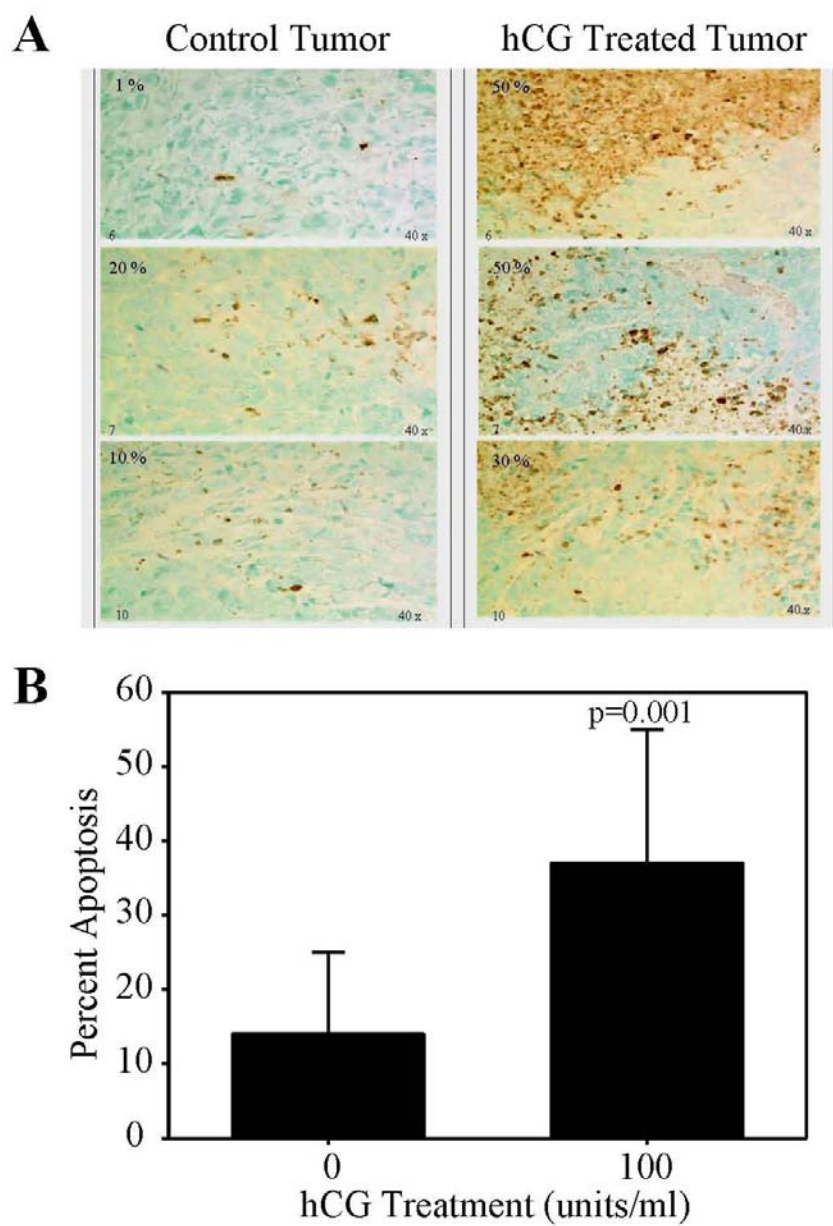 A
Control Tumor
hCG Treated Tumor
1 %
6
40 x
50 %
6
40 x
20 %
7
40 x
50 %
7
40 x
10 %
10
40 x
30 %
10
40 x
B
60
50
40
30
20
10
0
Percent Apoptosis
p=0.001
0
100
hCG Treatment (units/ml)